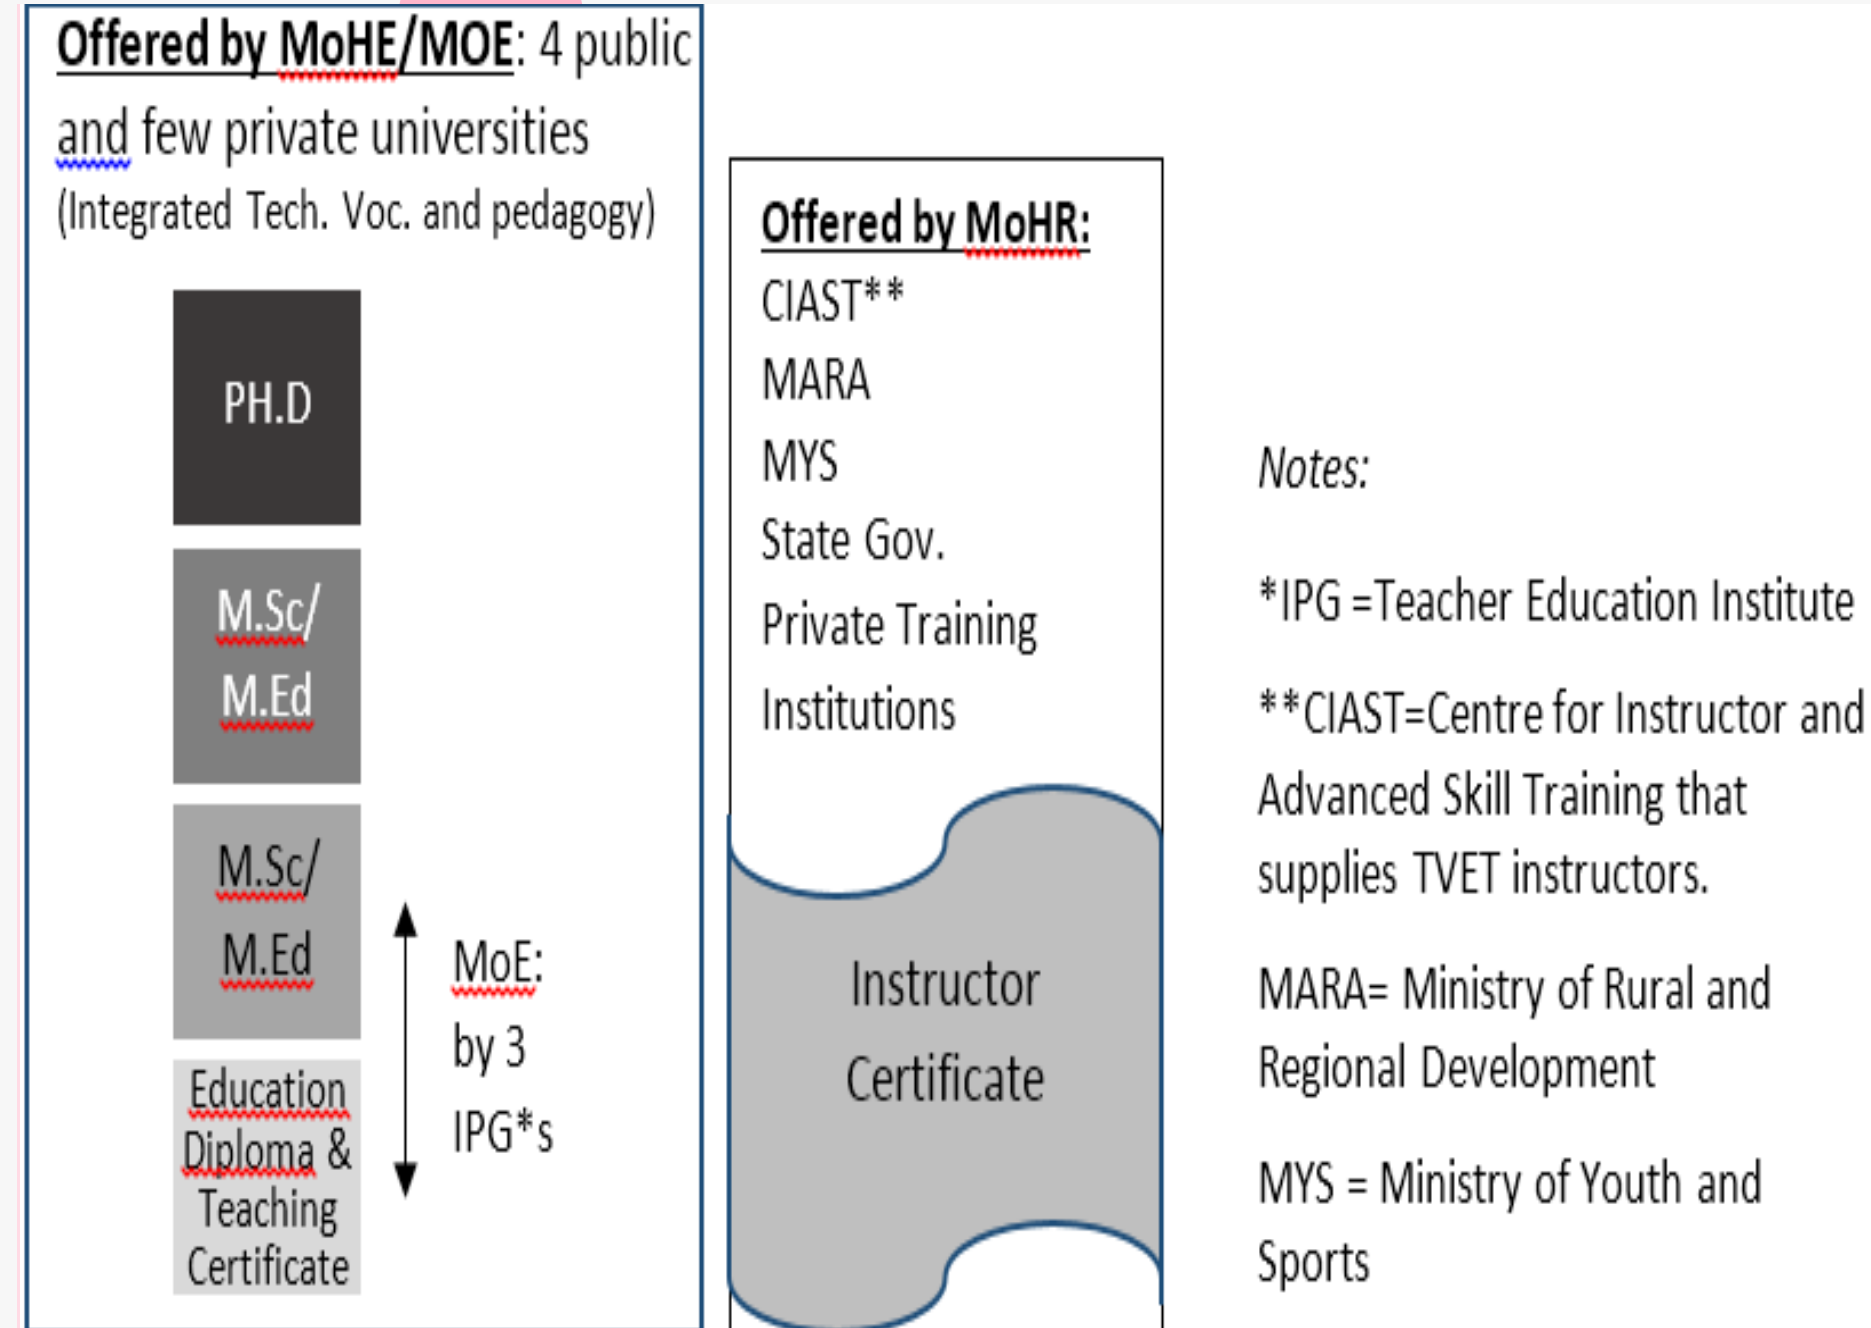 Offered by MoHE/MOE: 4 public
and few private universities
(Integrated Tech. Voc. and pedagogy)
PH.D
M.Sc/
M.Ed
M.Sc/
M.Ed
Education
Diploma &
Teaching
Certificate
MoE:
by 3
IPG*s
Offered by MoHR:
CIAST**
MARA
MYS
State Gov.
Private Training
Institutions
Instructor
Certificate
Notes:
*IPG =Teacher Education Institute
**CIAST=Centre for Instructor and
Advanced Skill Training that
supplies TVET instructors.
MARA= Ministry of Rural and
Regional Development
MYS = Ministry of Youth and
Sports